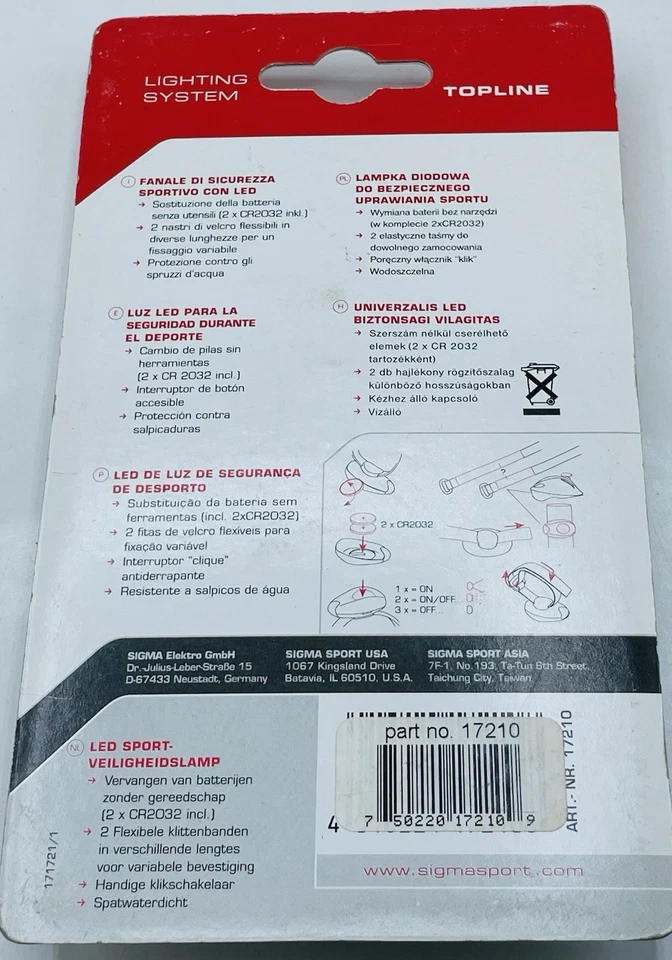 LIGHTING
SYSTEM
TOPLINE
I FANALE DI SICUREZZA
SPORTIVO CON LED
→ Sostituzione della batteria
senza utensili (2 x CR2032 inkl.)
→ 2 nastri di velcro flessibili in
diverse lunghezze per un
fissaggio variabile
→ Protezione contro gli
spruzzi d'acqua
PL LAMPKA DIODOWA
DO BEZPIECZNEGO
UPRAWIANIA SPORTU
→ Wymiana baterii bez narzędzi
(w komplecie 2xCR2032)
→ 2 elastyczne taśmy do
dowolnego zamocowania
→ Poręczny włącznik "klik"
→ Wodoszczelna
E LUZ LED PARA LA
SEGURIDAD DURANTE
EL DEPORTE
→ Cambio de pilas sin
herramientas
(2 x CR 2032 incl.)
→ Interruptor de botón
accesible
→ Protección contra
salpicaduras
H UNIVERZALIS LED
BIZTONSAGI VILAGITAS
→ Szerszám nélkül cserélhető
elemek (2 x CR 2032
tartozékként)
→ 2 db hajlékony rögzítőszalag
különböző hosszúságokban
→ Kézhez álló kapcsoló
→ Vízálló
P LED DE LUZ DE SEGURANÇA
DE DESPORTO
→ Substituição da bateria sem
ferramentas (incl. 2xCR2032)
→ 2 fitas de velcro flexíveis para
fixação variável
→ Interruptor "clique"
antiderrapante
→ Resistente a salpicos de água
2 x CR2032
?
1 x = ON
2 x = ON/OFF...
3 x = OFF...
SIGMA Elektro GmbH
Dr.-Julius-Leber-Straße 15
D-67433 Neustadt, Germany
SIGMA SPORT USA
1067 Kingsland Drive
Batavia, IL 60510, U.S.A.
SIGMA SPORT ASIA
7F-1, No.193, Ta-Tun 6th Street
Taichung City, Taiwan
NL LED SPORT-
VEILIGHEIDSLAMP
→ Vervangen van batterijen
zonder gereedschap
(2 x CR2032 incl.)
→ 2 Flexibele klittenbanden
in verschillende lengtes
voor variabele bevestiging
→ Handige klikschakelaar
→ Spatwaterdicht
171721/1
part no. 17210
7 50220 17210 9
4
ART.- NR. 17210
www.sigmasport.com